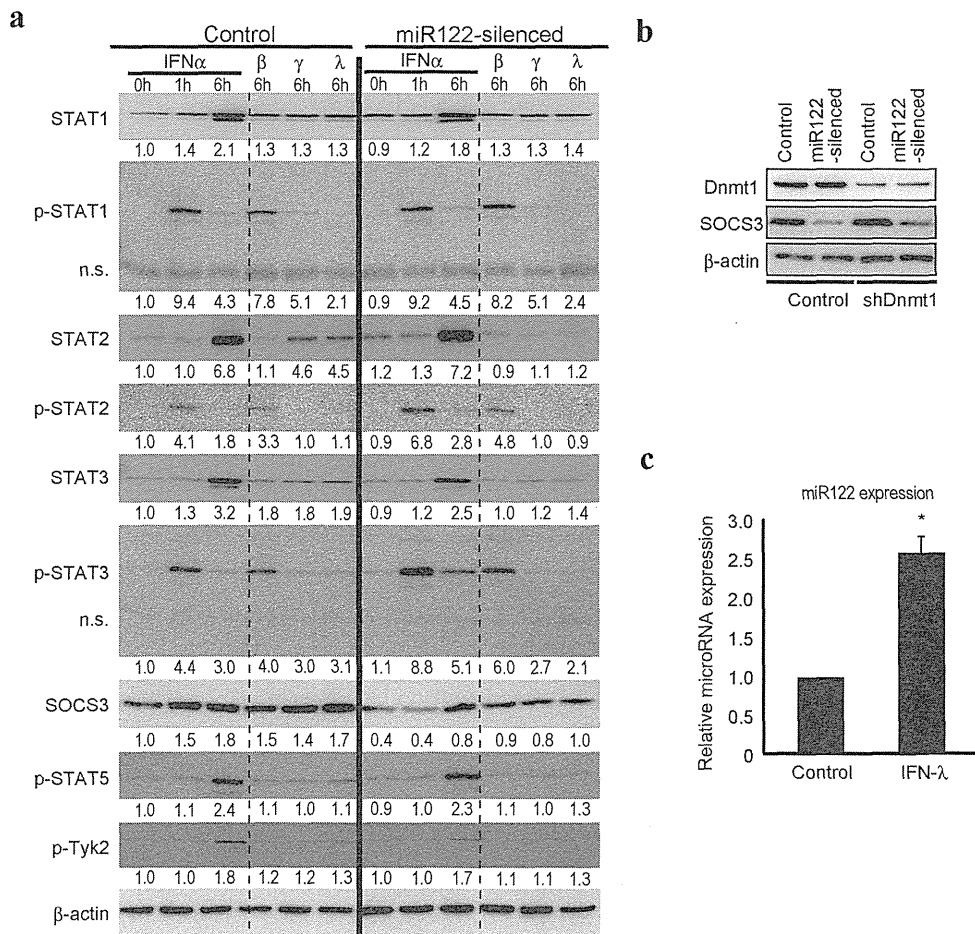 a
Control miR122-silenced
IFNα β γ λ IFNα β γ λ
0h 1h 6h 6h 6h 6h 0h 1h 6h 6h 6h 6h
STAT1
1.0 1.4 2.1 1.3 1.3 1.3 0.9 1.2 1.8 1.3 1.3 1.4
p-STAT1
n.s.
1.0 9.4 4.3 7.8 5.1 2.1 0.9 9.2 4.5 8.2 5.1 2.4
STAT2
1.0 1.0 6.8 1.1 4.6 4.5 1.2 1.3 7.2 0.9 1.1 1.2
p-STAT2
1.0 4.1 1.8 3.3 1.0 1.1 0.9 6.8 2.8 4.8 1.0 0.9
STAT3
1.0 1.3 3.2 1.8 1.8 1.9 0.9 1.2 2.5 1.0 1.2 1.4
p-STAT3
n.s.
1.0 4.4 3.0 4.0 3.0 3.1 1.1 8.8 5.1 6.0 2.7 2.1
SOCS3
1.0 1.5 1.8 1.5 1.4 1.7 0.4 0.4 0.8 0.9 0.8 1.0
p-STAT5
1.0 1.1 2.4 1.1 1.0 1.1 0.9 1.0 2.3 1.1 1.0 1.3
p-Tyk2
1.0 1.0 1.8 1.2 1.2 1.3 1.0 1.0 1.7 1.1 1.1 1.3
β-actin
b
Control
miR122
-silenced
Control
miR122
-silenced
Dnmt1
SOCS3
β-actin
Control shDnmt1
c
miR122 expression
Relative microRNA expression
3.0
2.5
2.0
1.5
1.0
0.5
0
*
Control IFN-λ